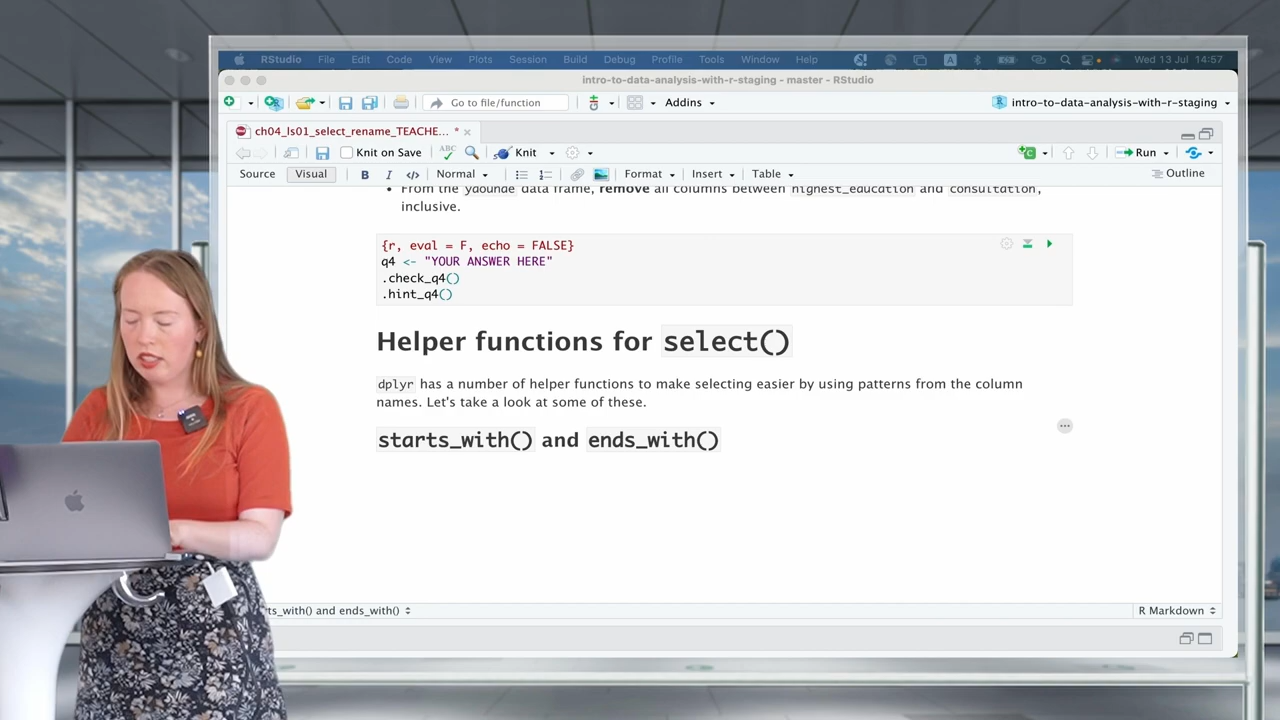 RStudio File Edit Code View Plots Session Build Debug Profile Tools Window Help A Wed 13 Jul 14:57
intro-to-data-analysis-with-r-staging - master - RStudio
Go to file/function Addins intro-to-data-analysis-with-r-staging
ch04_ls01_select_rename_TEACHE... *
Knit on Save ABC Knit Run
Source Visual B I </> Normal Format Insert Table Outline
• From the yaounde data frame, remove all columns between highest_education and consultation,
inclusive.
{r, eval = F, echo = FALSE}
q4 <- "YOUR ANSWER HERE"
.check_q4()
.hint_q4()
Helper functions for select()
dplyr has a number of helper functions to make selecting easier by using patterns from the column
names. Let's take a look at some of these.
starts_with() and ends_with()
ts_with() and ends_with() R Markdown